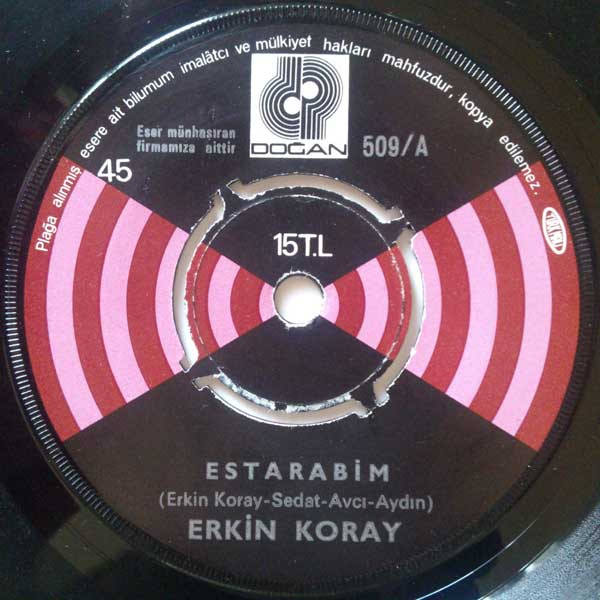 Plağa alınmış esere ait bilumum imalâtcı ve mülkiyet hakları mahfuzdur, kopya edilemez.
Eser münhasıran
firmamıza aittir
DOĞAN
509/A
45
15T.L
ESTARABİM
(Erkin Koray-Sedat-Avcı-Aydın)
ERKİN KORAY